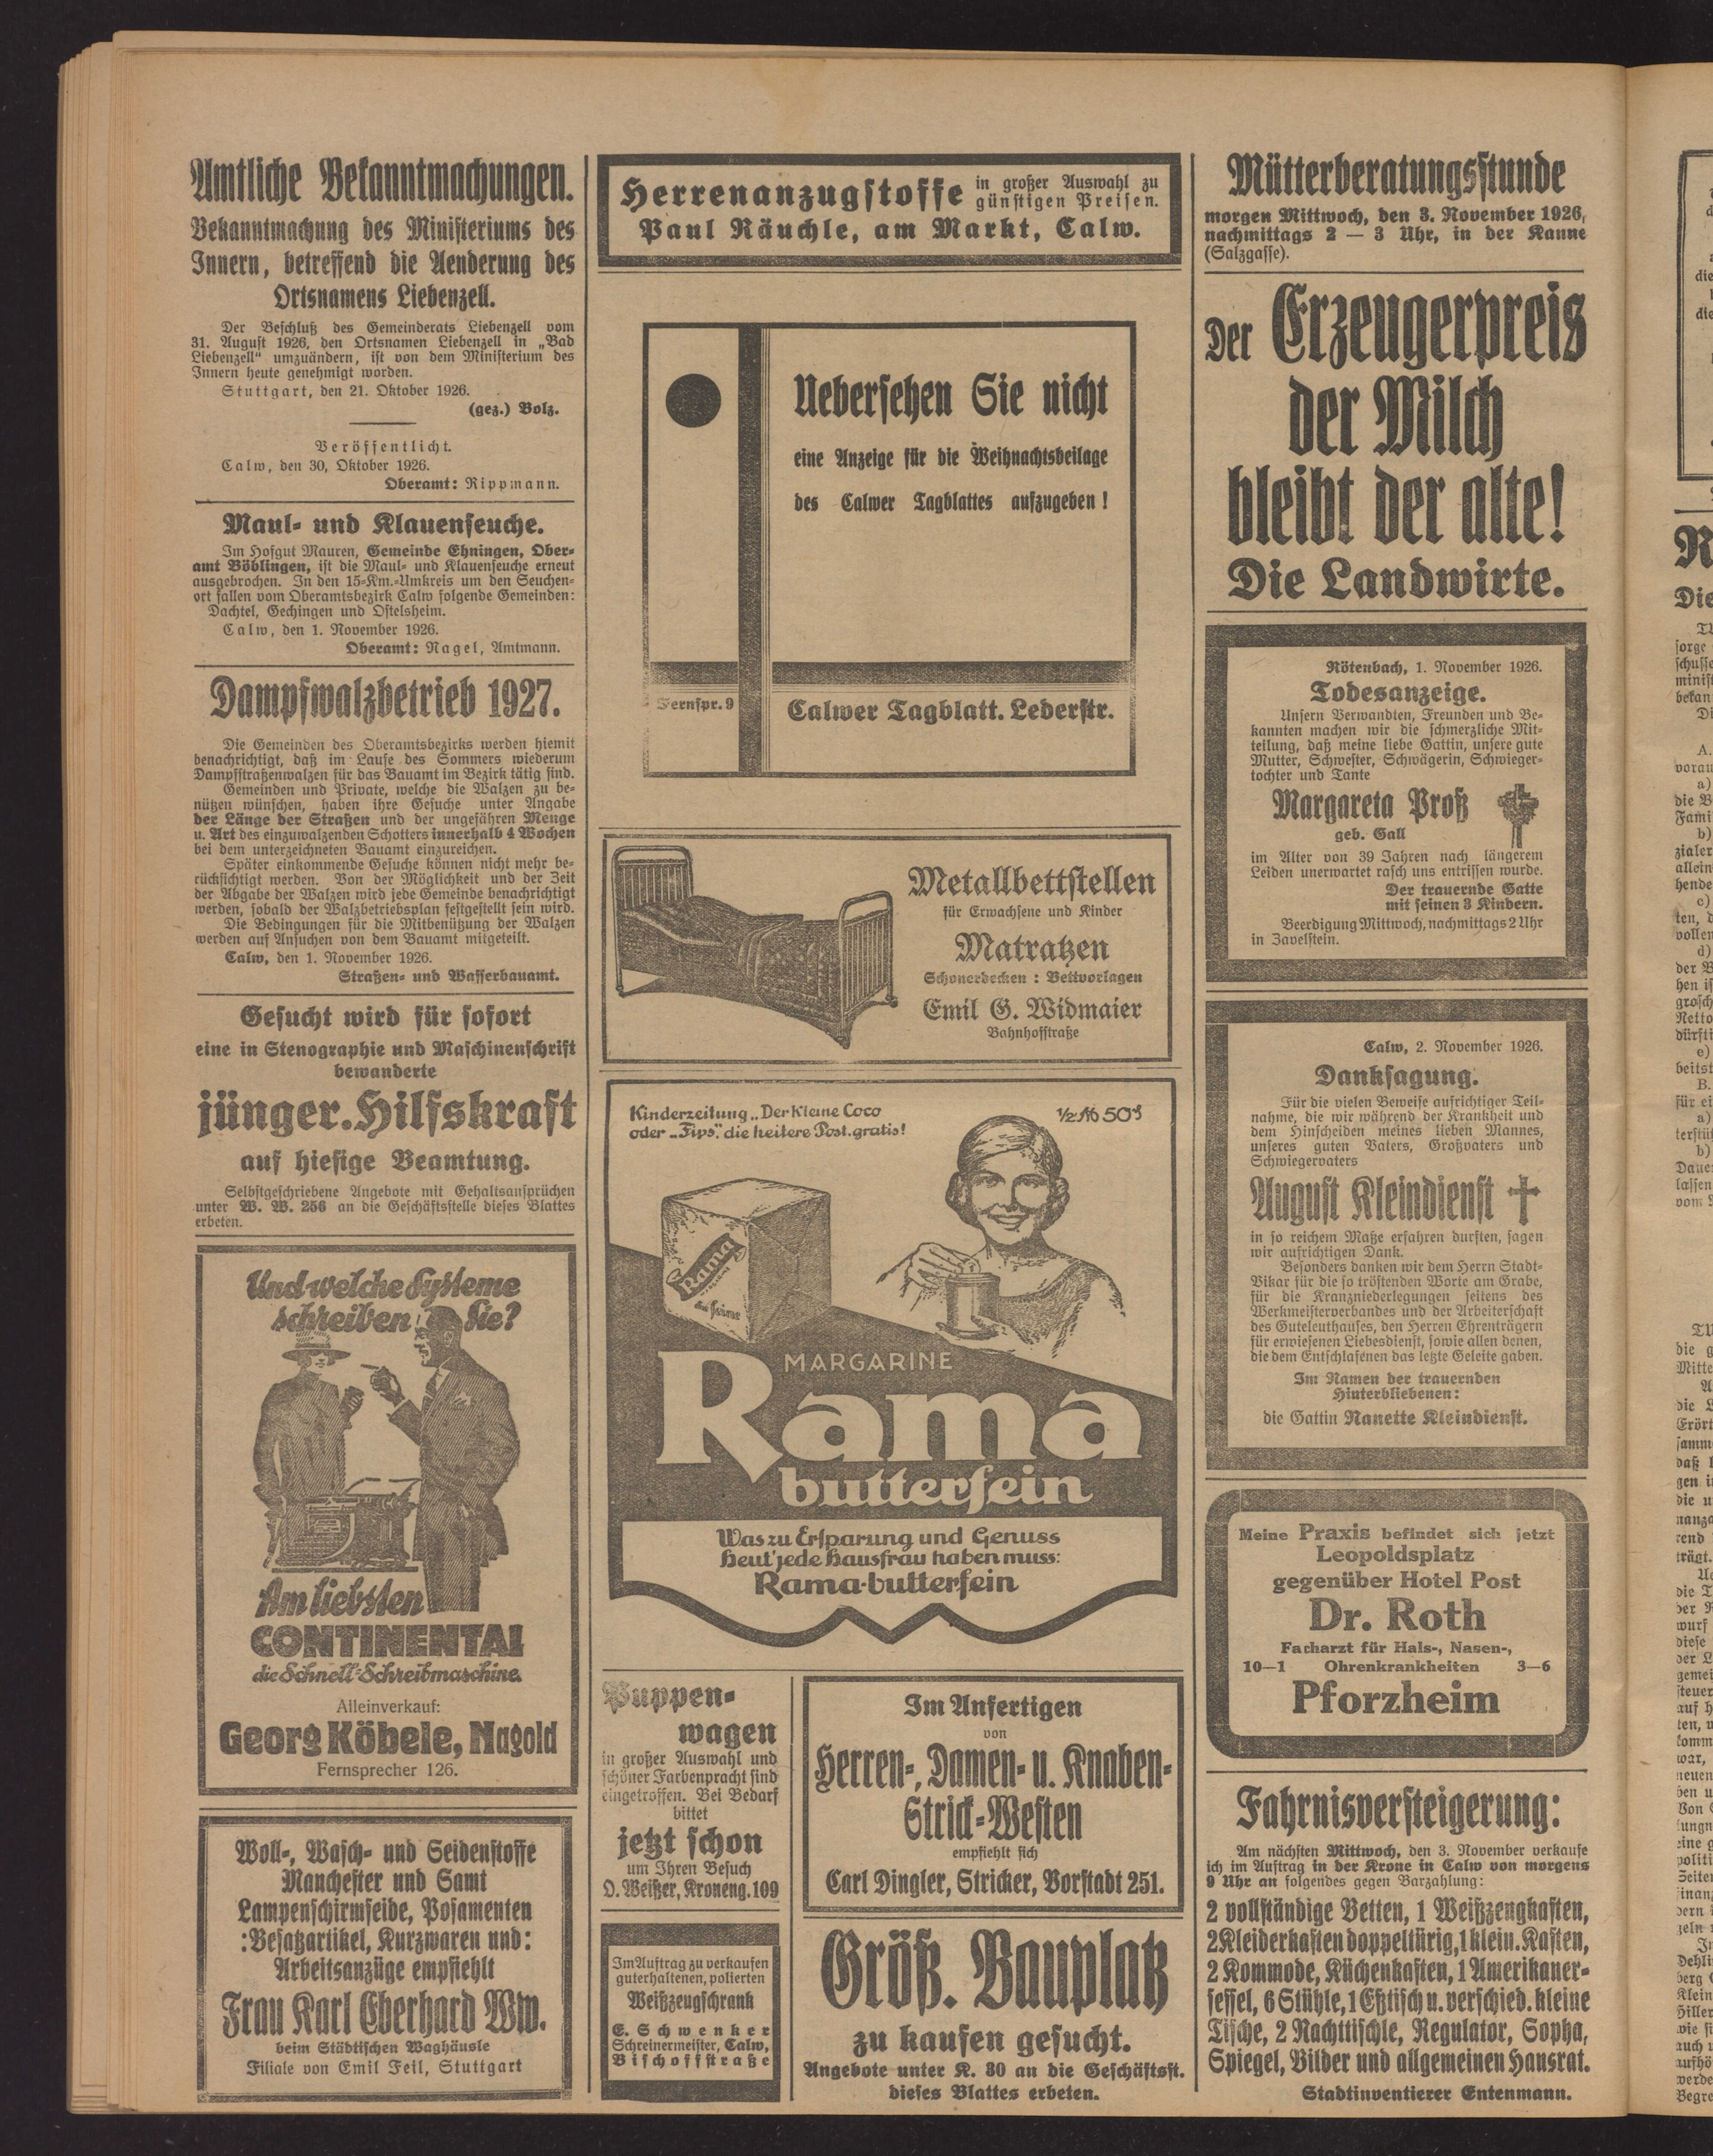 Amtliche Bekanntmachungen.
Bekanntmachung des Ministeriums des
Innern, betreffend die Aenderung des
Ortsnamens Liebenzell.
Der Beschluß des Gemeinderats Liebenzell vom
31. August 1926, den Ortsnamen Liebenzell in „Bad
Liebenzell“ umzuändern, ist von dem Ministerium des
Innern heute genehmigt worden.
Stuttgart, den 21. Oktober 1926.
(gez.) Bolz.
Veröffentlicht.
Calw, den 30, Oktober 1926.
Oberamt: Rippmann.
Maul- und Klauenseuche.
Im Hofgut Mauren, Gemeinde Ehningen, Ober-
amt Böblingen, ist die Maul- und Klauenseuche erneut
ausgebrochen. In den 15-Km.-Umkreis um den Seuchen-
ort fallen vom Oberamtsbezirk Calw folgende Gemeinden:
Dachtel, Gechingen und Ostelsheim.
Calw, den 1. November 1926.
Oberamt: Nagel, Amtmann.
Dampfwalzbetrieb 1927.
Die Gemeinden des Oberamtsbezirks werden hiemit
benachrichtigt, daß im Laufe des Sommers wiederum
Dampfstraßenwalzen für das Bauamt im Bezirk tätig sind.
Gemeinden und Private, welche die Walzen zu be-
nützen wünschen, haben ihre Gesuche unter Angabe
der Länge der Straßen und der ungefähren Menge
u. Art des einzuwalzenden Schotters innerhalb 4 Wochen
bei dem unterzeichneten Bauamt einzureichen.
Später einkommende Gesuche können nicht mehr be-
rücksichtigt werden. Von der Möglichkeit und der Zeit
der Abgabe der Walzen wird jede Gemeinde benachrichtigt
werden, sobald der Walzbetriebsplan festgestellt sein wird.
Die Bedingungen für die Mitbenützung der Walzen
werden auf Ansuchen von dem Bauamt mitgeteilt.
Calw, den 1. November 1926.
Straßen- und Wasserbauamt.
Gesucht wird für sofort
eine in Stenographie und Maschinenschrift
bewanderte
jünger. Hilfskraft
auf hiesige Beamtung.
Selbstgeschriebene Angebote mit Gehaltsansprüchen
unter W. W. 256 an die Geschäftsstelle dieses Blattes
erbeten.
Und welche Systeme
schreiben Sie?
Am liebsten
CONTINENTAL
die Schnell-Schreibmaschine.
Alleinverkauf:
Georg Köbele, Nagold
Fernsprecher 126.
Woll-, Wasch- und Seidenstoffe
Manchester und Samt
Lampenschirmseide, Posamenten
:Besatzartikel, Kurzwaren und:
Arbeitsanzüge empfiehlt
Frau Karl Eberhard Ww.
beim Städtischen Waghäusle
Filiale von Emil Feil, Stuttgart
Herrenanzugstoffe in großer Auswahl zu
günstigen Preisen.
Paul Räuchle, am Markt, Calw.
Uebersehen Sie nicht
eine Anzeige für die Weihnachtsbeilage
des Calwer Tagblattes aufzugeben!
Fernspr. 9
Calwer Tagblatt. Lederstr.
Metallbettstellen
für Erwachsene und Kinder
Matratzen
Schonerdecken : Bettvorlagen
Emil G. Widmaier
Bahnhofstraße
Kinderzeitung „Der Kleine Coco
oder „Fips“, die heitere Post, gratis!
1/2 ℔ 50₰
Rama
MARGARINE
Rama
butterfein
Was zu Ersparung und Genuss
heut' jede Hausfrau haben muss:
Rama-butterfein
Puppen-
wagen
in großer Auswahl und
schöner Farbenpracht sind
eingetroffen. Bei Bedarf
bittet
jetzt schon
um Ihren Besuch
O. Weißer, Kroneng. 109
Im Auftrag zu verkaufen
guterhaltenen, polierten
Weißzeugschrank
E. Schwenker
Schreinermeister, Calw,
Bischoffstraße
Im Anfertigen
von
Herren-, Damen- u. Knaben-
Strick-Westen
empfiehlt sich
Carl Dingler, Stricker, Vorstadt 251.
Größ. Bauplatz
zu kaufen gesucht.
Angebote unter K. 30 an die Geschäftsst.
dieses Blattes erbeten.
Mütterberatungsstunde
morgen Mittwoch, den 3. November 1926,
nachmittags 2 — 3 Uhr, in der Kanne
(Salzgasse).
Der Erzeugerpreis
der Milch
bleibt der alte!
Die Landwirte.
Rötenbach, 1. November 1926.
Todesanzeige.
Unsern Verwandten, Freunden und Be-
kannten machen wir die schmerzliche Mit-
teilung, daß meine liebe Gattin, unsere gute
Mutter, Schwester, Schwägerin, Schwieger-
tochter und Tante
Margareta Proß
geb. Gall
im Alter von 39 Jahren nach längerem
Leiden unerwartet rasch uns entrissen wurde.
Der trauernde Gatte
mit seinen 3 Kindern.
Beerdigung Mittwoch, nachmittags 2 Uhr
in Zavelstein.
Calw, 2. November 1926.
Danksagung.
Für die vielen Beweise aufrichtiger Teil-
nahme, die wir während der Krankheit und
dem Hinscheiden meines lieben Mannes,
unseres guten Vaters, Großvaters und
Schwiegervaters
August Kleindienst
in so reichem Maße erfahren durften, sagen
wir aufrichtigen Dank.
Besonders danken wir dem Herrn Stadt-
Vikar für die so tröstenden Worte am Grabe,
für die Kranzniederlegungen seitens des
Werkmeisterverbandes und der Arbeiterschaft
des Guteleuthauses, den Herren Ehrenträgern
für erwiesenen Liebesdienst, sowie allen denen,
die dem Entschlafenen das letzte Geleite gaben.
Im Namen der trauernden
Hinterbliebenen:
die Gattin Nanette Kleindienst.
Meine Praxis befindet sich jetzt
Leopoldsplatz
gegenüber Hotel Post
Dr. Roth
Facharzt für Hals-, Nasen-,
10—1 Ohrenkrankheiten 3—6
Pforzheim
Fahrnisversteigerung:
Am nächsten Mittwoch, den 3. November verkaufe
ich im Auftrag in der Krone in Calw von morgens
9 Uhr an folgendes gegen Barzahlung:
2 vollständige Betten, 1 Weißzeugkasten,
2 Kleiderkasten doppeltürig, 1 klein. Kasten,
2 Kommode, Küchenkasten, 1 Amerikaner-
sessel, 6 Stühle, 1 Eßtisch u. verschied. kleine
Tische, 2 Nachttischle, Regulator, Sopha,
Spiegel, Bilder und allgemeinen Hausrat.
Stadtinventierer Entenmann.